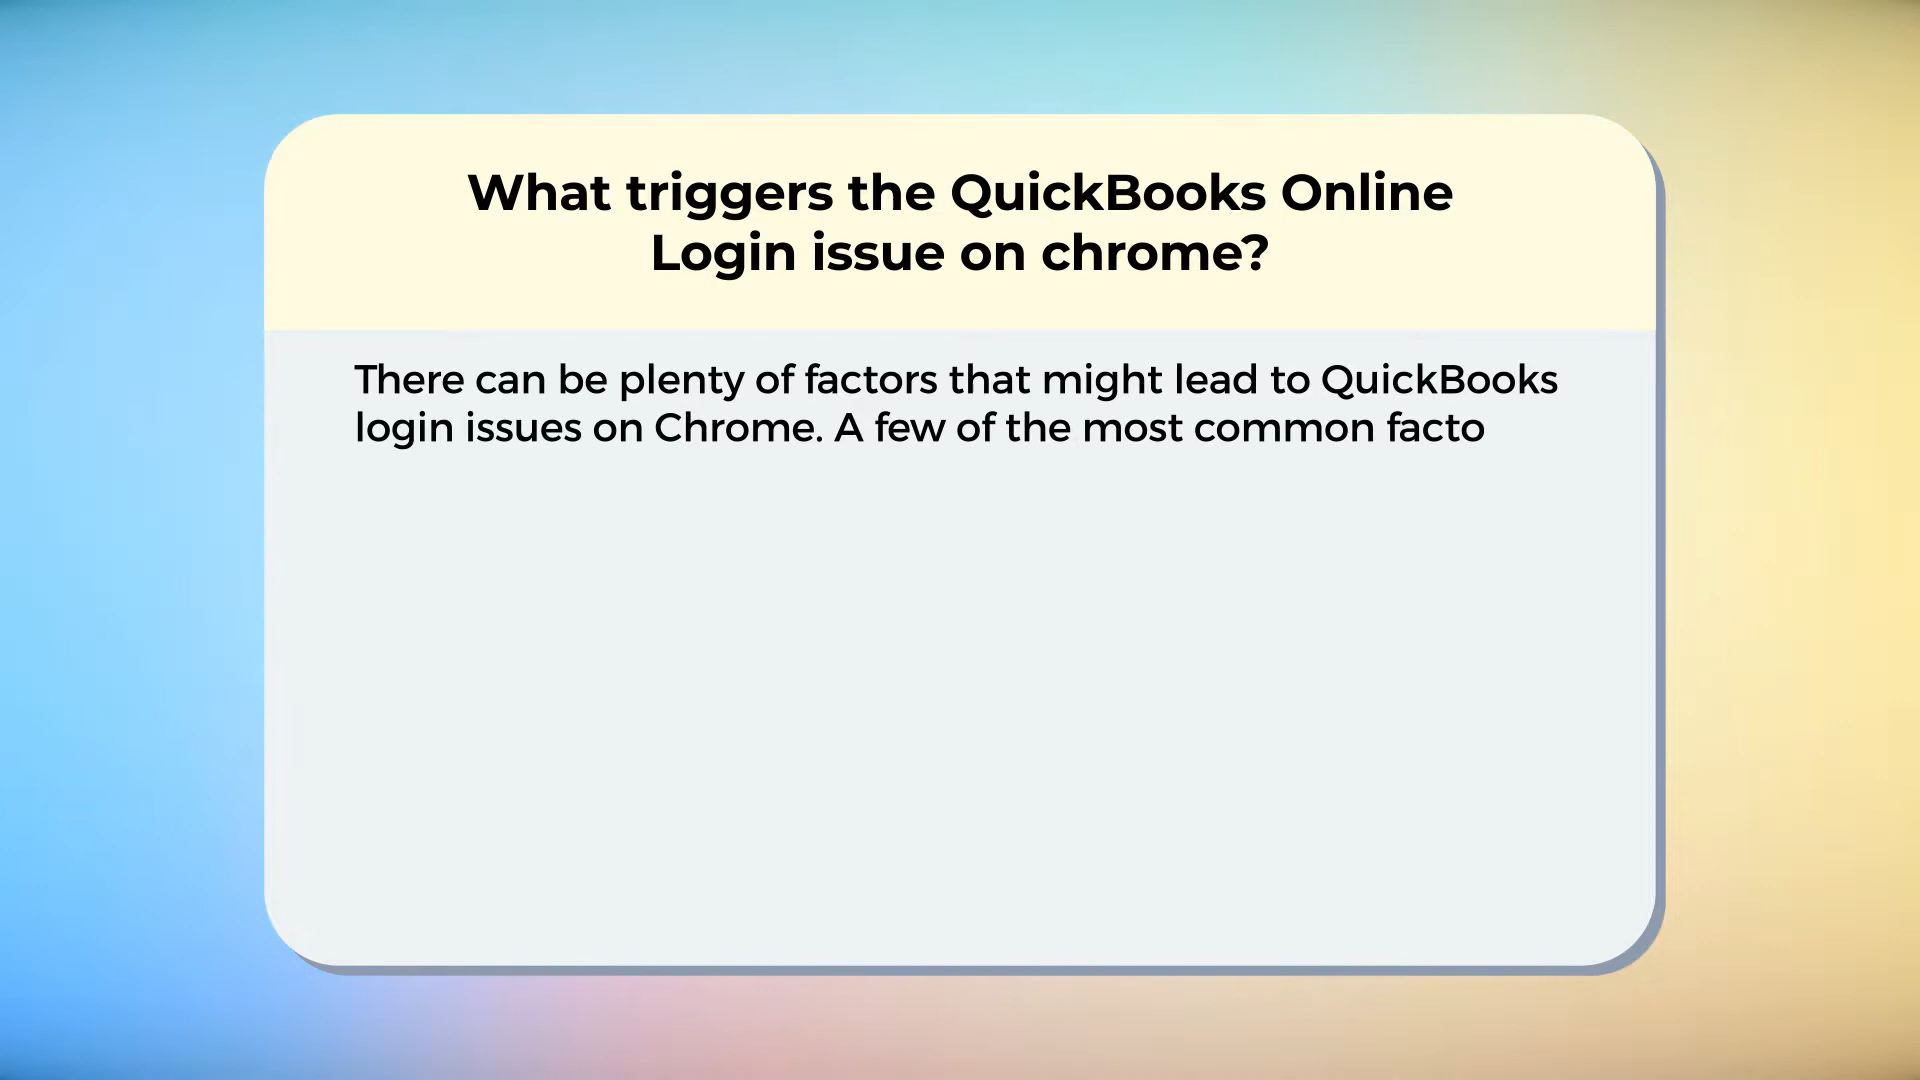 What triggers the QuickBooks Online
Login issue on chrome?
There can be plenty of factors that might lead to QuickBooks
login issues on Chrome. A few of the most common facto